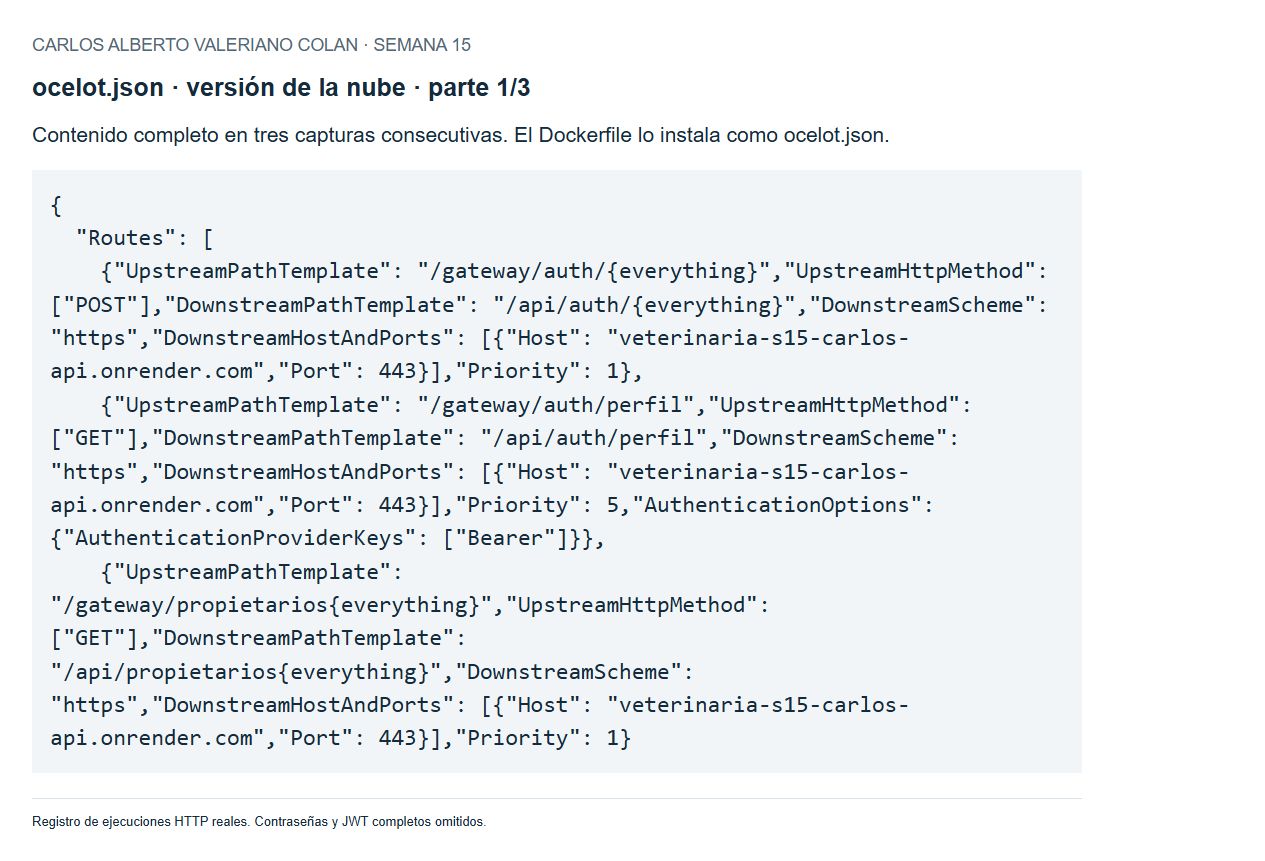 CARLOS ALBERTO VALERIANO COLAN · SEMANA 15
ocelot.json · versión de la nube · parte 1/3
Contenido completo en tres capturas consecutivas. El Dockerfile lo instala como ocelot.json.
{
  "Routes": [
    {"UpstreamPathTemplate": "/gateway/auth/{everything}","UpstreamHttpMethod":
["POST"],"DownstreamPathTemplate": "/api/auth/{everything}","DownstreamScheme":
"https","DownstreamHostAndPorts": [{"Host": "veterinaria-s15-carlos-
api.onrender.com","Port": 443}],"Priority": 1},
    {"UpstreamPathTemplate": "/gateway/auth/perfil","UpstreamHttpMethod":
["GET"],"DownstreamPathTemplate": "/api/auth/perfil","DownstreamScheme":
"https","DownstreamHostAndPorts": [{"Host": "veterinaria-s15-carlos-
api.onrender.com","Port": 443}],"Priority": 5,"AuthenticationOptions":
{"AuthenticationProviderKeys": ["Bearer"]}},
    {"UpstreamPathTemplate":
"/gateway/propietarios{everything}","UpstreamHttpMethod":
["GET"],"DownstreamPathTemplate":
"/api/propietarios{everything}","DownstreamScheme":
"https","DownstreamHostAndPorts": [{"Host": "veterinaria-s15-carlos-
api.onrender.com","Port": 443}],"Priority": 1}
Registro de ejecuciones HTTP reales. Contraseñas y JWT completos omitidos.